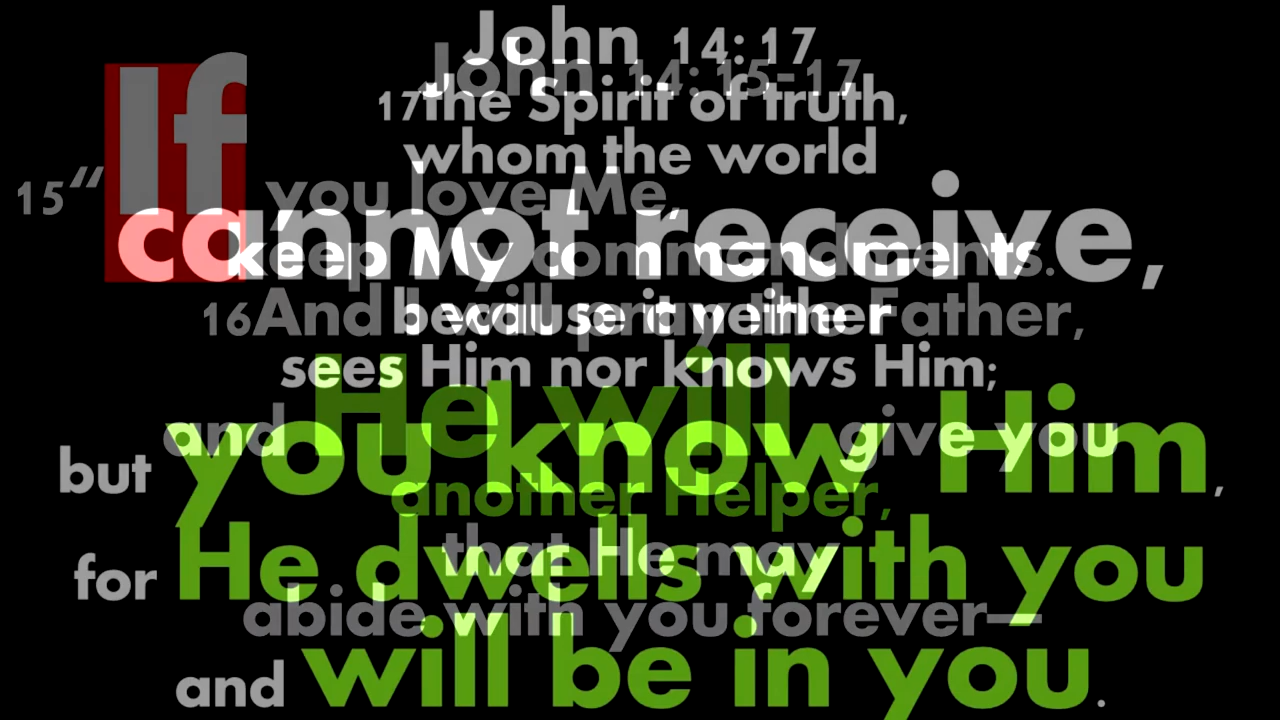 John 14:17
17the Spirit of truth,
whom the world
cannot receive,
because it neither
sees Him nor knows Him;
but you know Him,
for He dwells with you
and will be in you.
John 14:15-17
15“If you love Me,
keep My commandments.
16And I will pray the Father,
and He will give you
another Helper,
that He may
abide with you forever—